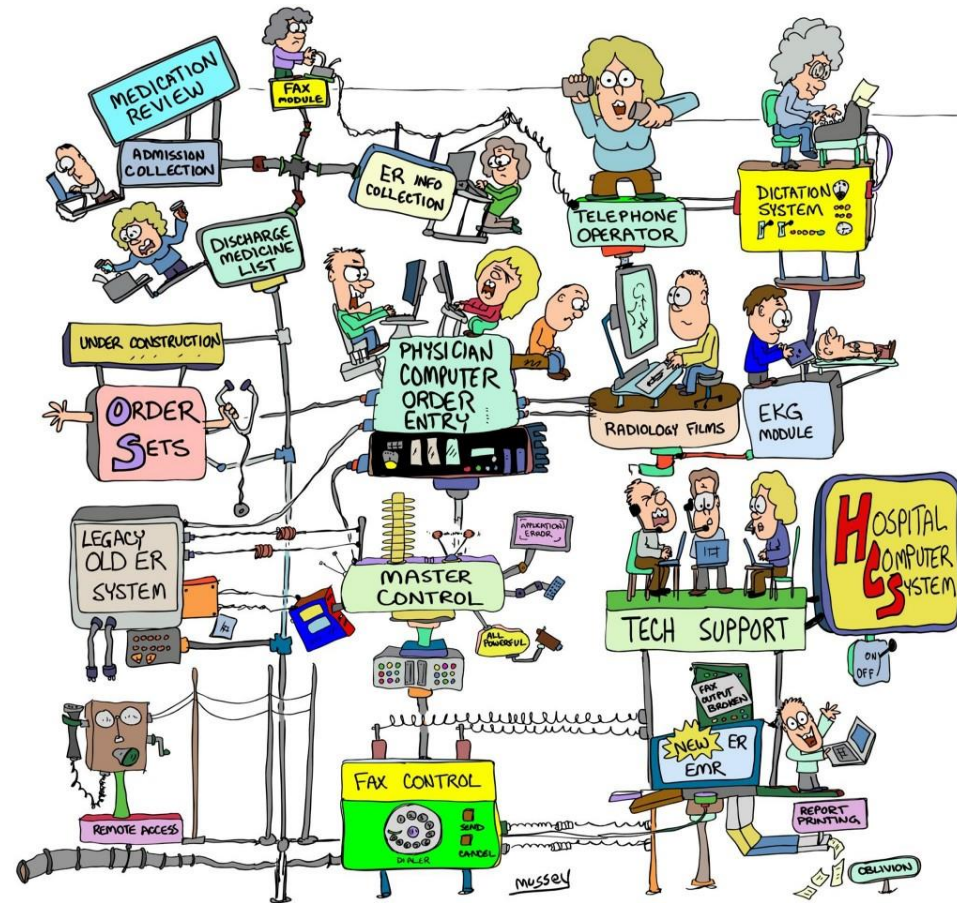 MEDICATION
REVIEW
FAX
MODULE
ADMISSION
COLLECTION
ER INFO
COLLECTION
TELEPHONE
OPERATOR
DICTATION
SYSTEM
DISCHARGE
MEDICINE
LIST
UNDER CONSTRUCTION
ORDER
SETS
PHYSICIAN
COMPUTER
ORDER
ENTRY
RADIOLOGY FILMS
EKG
MODULE
LEGACY
OLD ER
SYSTEM
APPLICATION
ERROR
MASTER
CONTROL
ALL
POWERFUL
TECH SUPPORT
HOSPITAL
COMPUTER
SYSTEM
ON
OFF
FAX
OUTPUT
BROKEN
NEW ER
EMR
REMOTE ACCESS
FAX CONTROL
SEND
CANCEL
DIALER
REPORT
PRINTING
OBLIVION
mussey